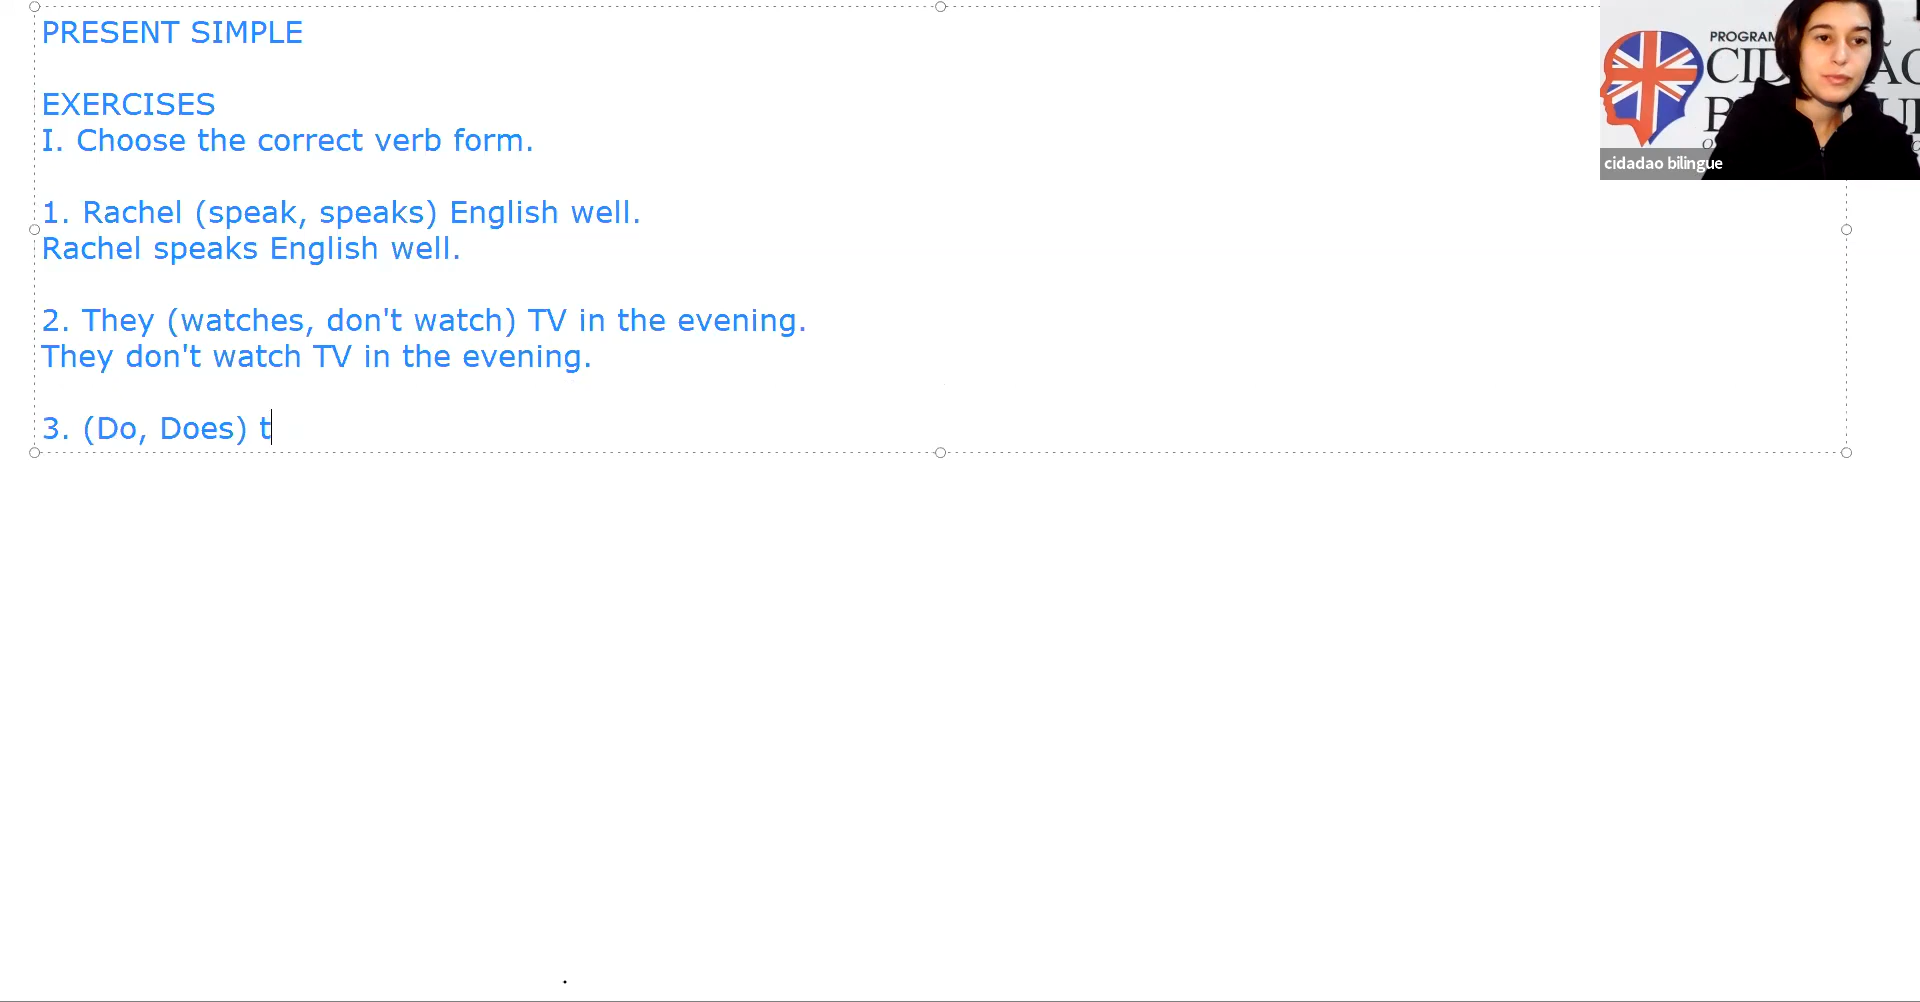 PRESENT SIMPLE
EXERCISES
I. Choose the correct verb form.
1. Rachel (speak, speaks) English well.
Rachel speaks English well.
2. They (watches, don't watch) TV in the evening.
They don't watch TV in the evening.
3. (Do, Does) t
cidadao bilingue